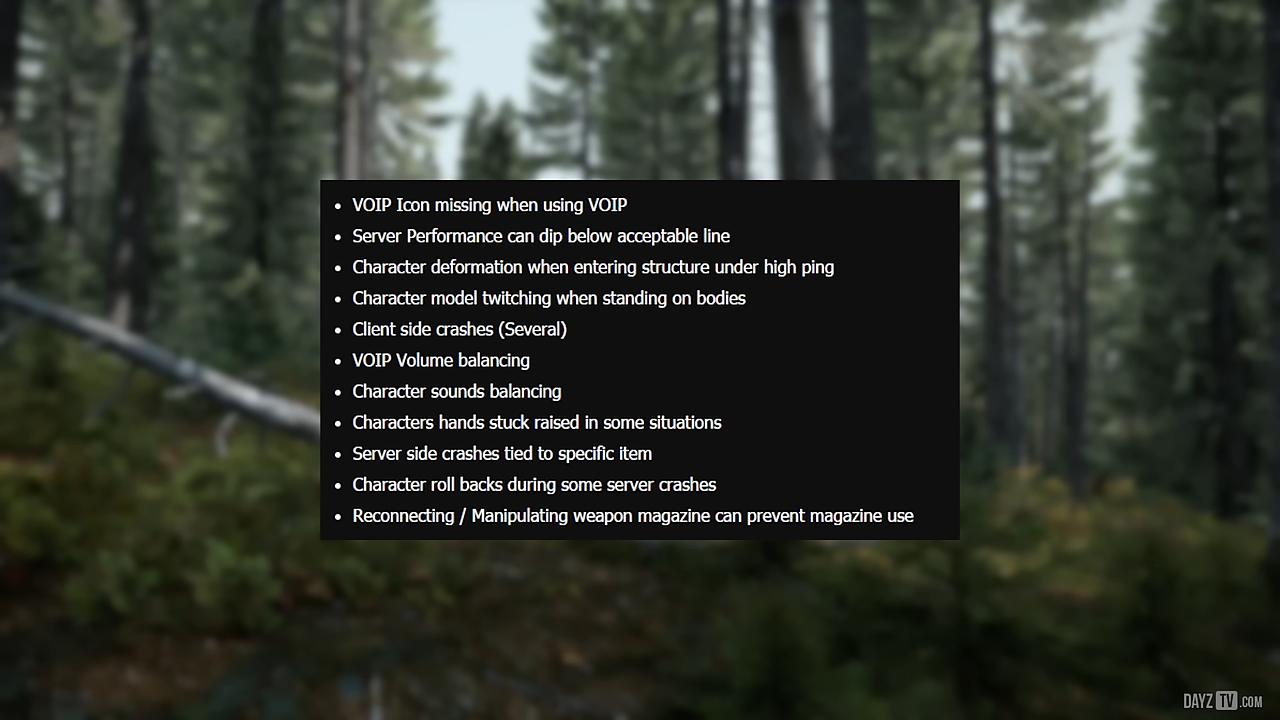 • VOIP Icon missing when using VOIP
• Server Performance can dip below acceptable line
• Character deformation when entering structure under high ping
• Character model twitching when standing on bodies
• Client side crashes (Several)
• VOIP Volume balancing
• Character sounds balancing
• Characters hands stuck raised in some situations
• Server side crashes tied to specific item
• Character roll backs during some server crashes
• Reconnecting / Manipulating weapon magazine can prevent magazine use
DAYZ TV .COM